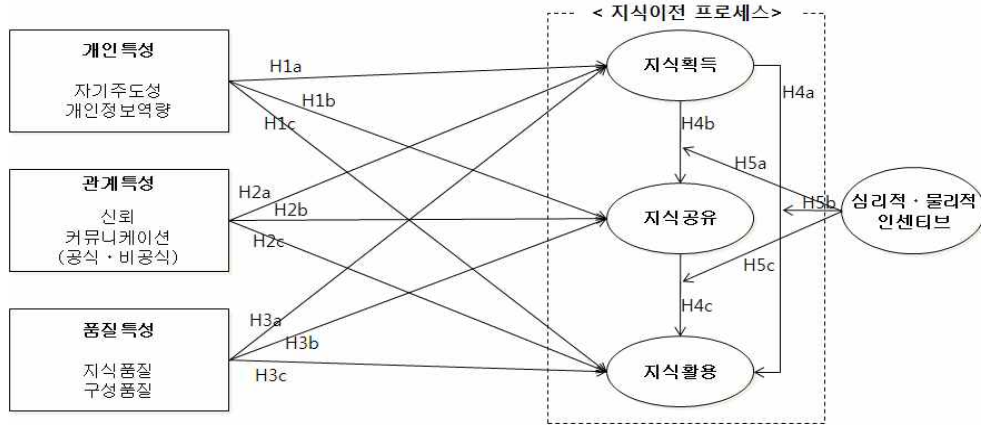 < 지식이전 프로세스>
개인특성
자기주도성
개인정보역량
관계특성
신뢰
커뮤니케이션
(공식 · 비공식)
품질특성
지식품질
구성품질
H1a
H1b
H1c
H2a
H2b
H2c
H3a
H3b
H3c
지식획득
H4a
H4b
지식공유
H4c
지식활용
H5a
H5b
H5c
심리적 · 물리적
인센티브